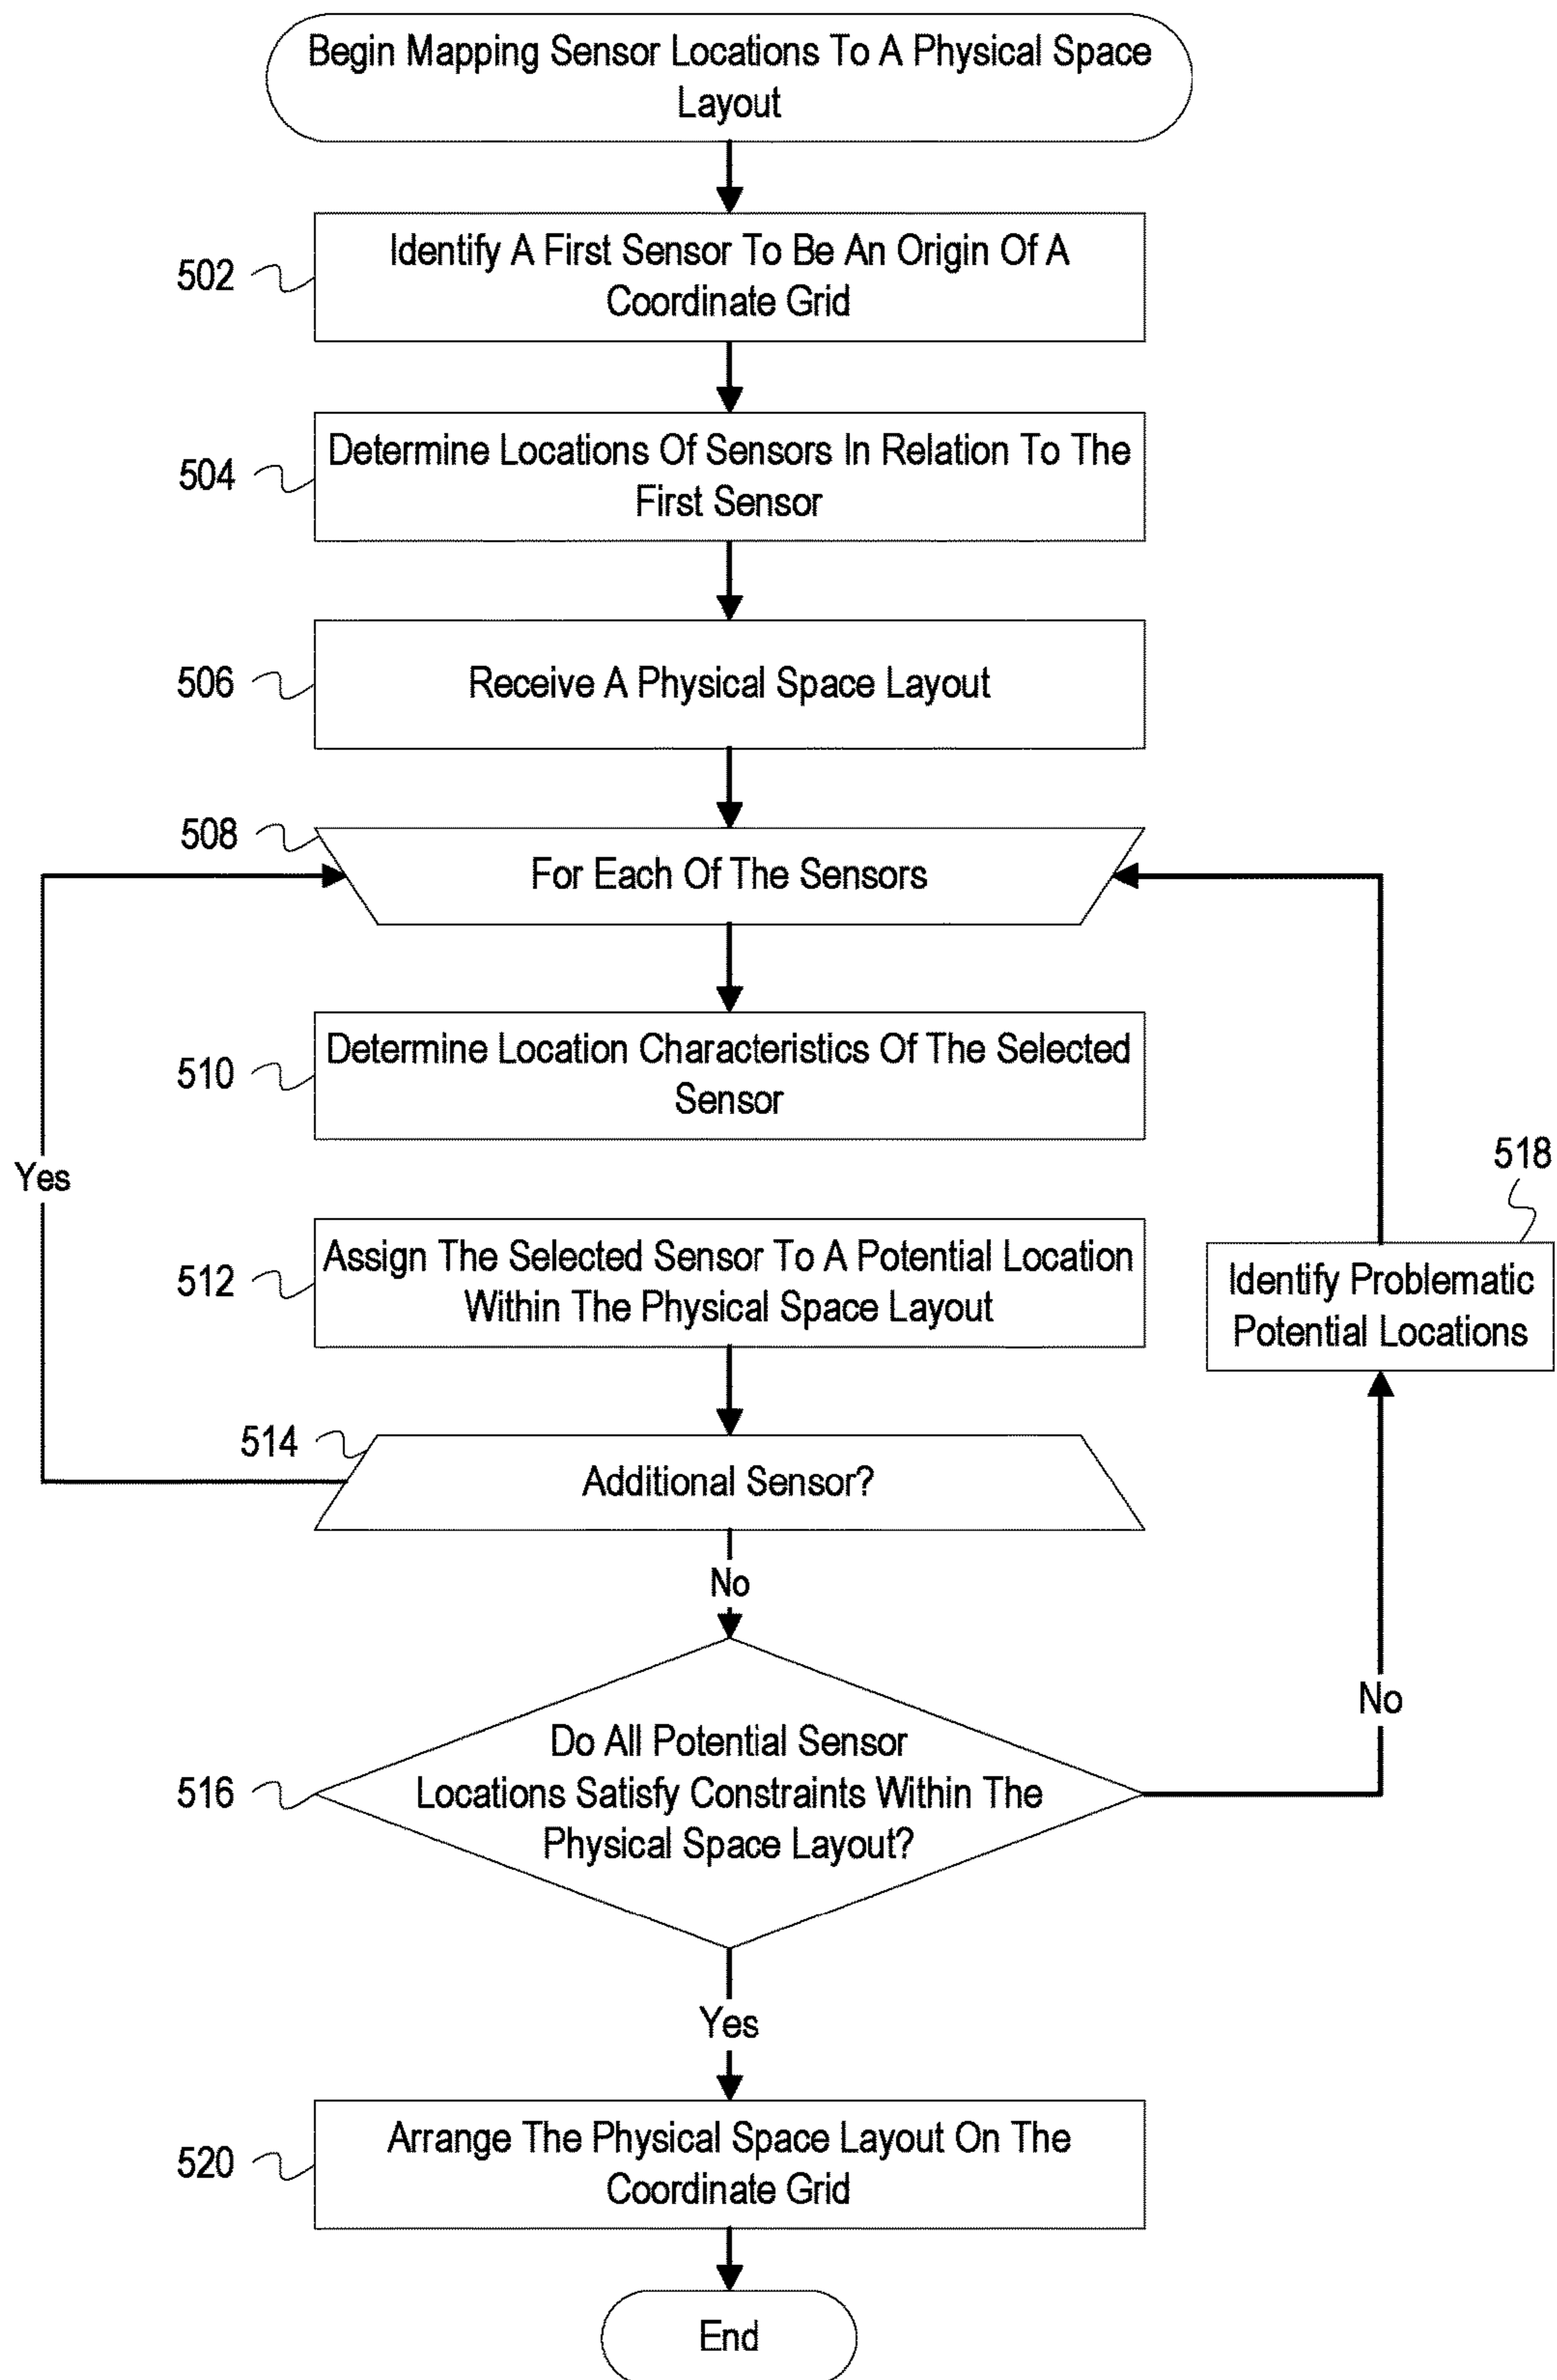 Begin Mapping Sensor Locations To A Physical Space
Layout
502
Identify A First Sensor To Be An Origin Of A
Coordinate Grid
504
Determine Locations Of Sensors In Relation To The
First Sensor
506
Receive A Physical Space Layout
508
For Each Of The Sensors
510
Determine Location Characteristics Of The Selected
Sensor
Yes
518
512
Assign The Selected Sensor To A Potential Location
Within The Physical Space Layout
Identify Problematic
Potential Locations
514
Additional Sensor?
No
No
516
Do All Potential Sensor
Locations Satisfy Constraints Within The
Physical Space Layout?
Yes
520
Arrange The Physical Space Layout On The
Coordinate Grid
End